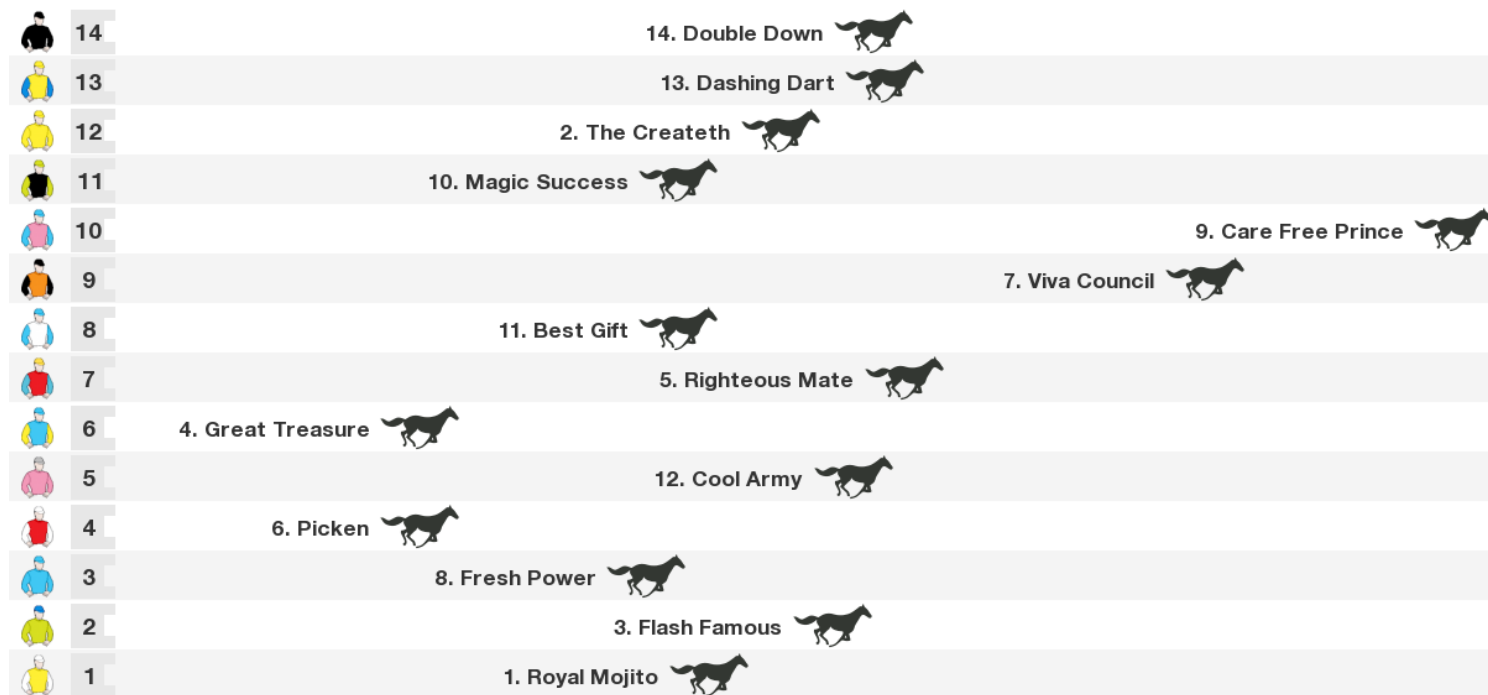 14 14. Double Down
13 13. Dashing Dart
12 2. The Createth
11 10. Magic Success
10 9. Care Free Prince
9 7. Viva Council
8 11. Best Gift
7 5. Righteous Mate
6 4. Great Treasure
5 12. Cool Army
4 6. Picken
3 8. Fresh Power
2 3. Flash Famous
1 1. Royal Mojito